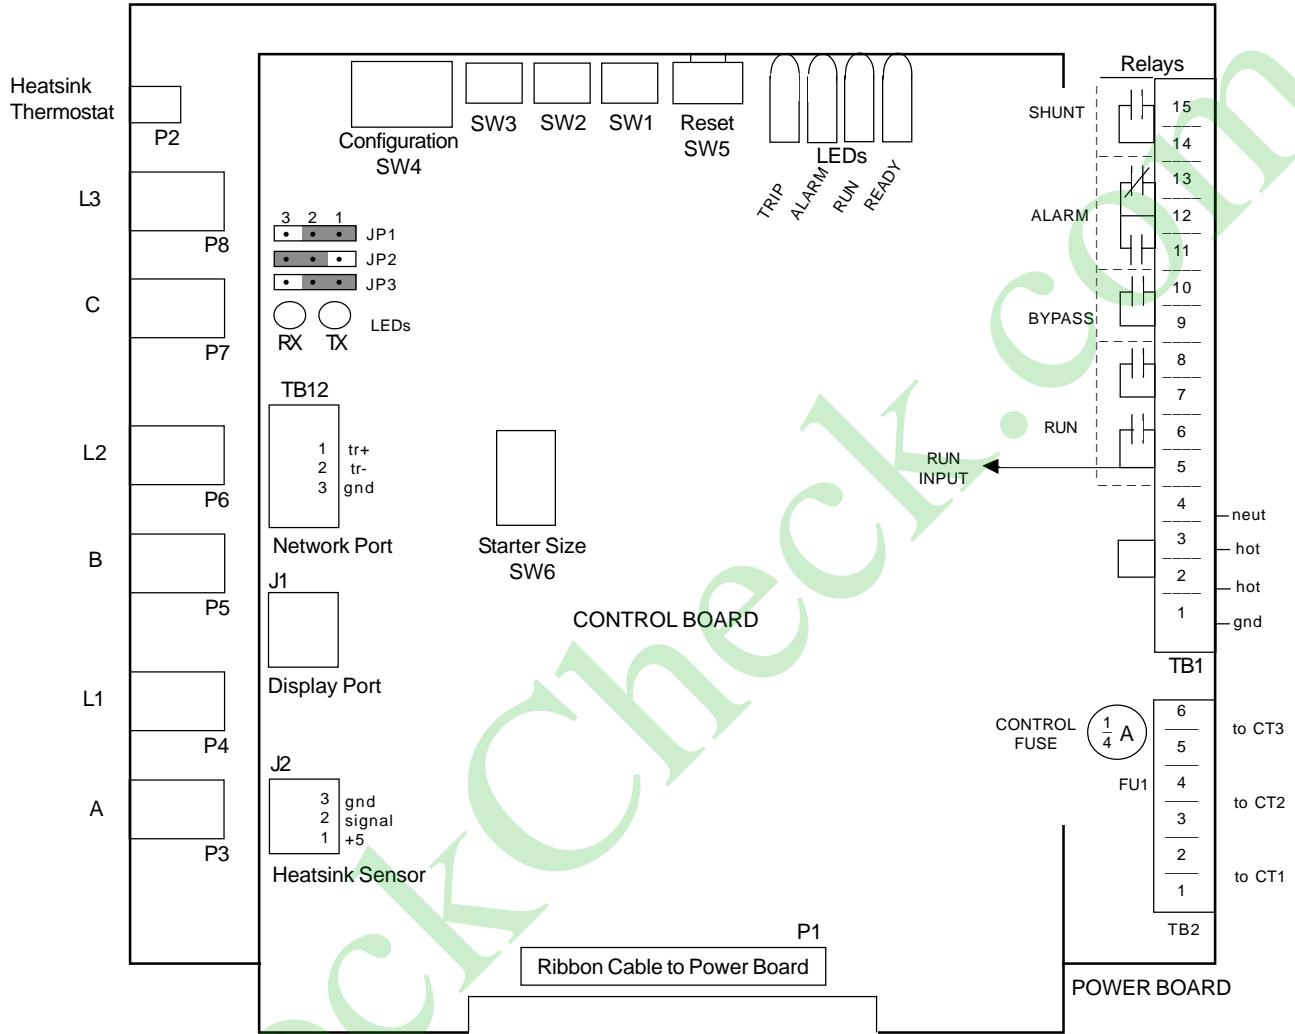 Heatsink
Thermostat
P2
L3
P8
C
P7
L2
P6
B
P5
L1
P4
A
P3
Configuration
SW4
SW3
SW2
SW1
Reset
SW5
LEDs
TRIP
ALARM
RUN
READY
3 2 1
JP1
JP2
JP3
RX
TX
LEDs
TB12
1 tr+
2 tr-
3 gnd
Network Port
J1
Display Port
J2
3 gnd
2 signal
1 +5
Heatsink Sensor
Starter Size
SW6
CONTROL BOARD
P1
Ribbon Cable to Power Board
Relays
SHUNT
ALARM
BYPASS
RUN
RUN
INPUT
15
14
13
12
11
10
9
8
7
6
5
4
3
2
1
neut
hot
hot
gnd
TB1
CONTROL
FUSE
1/4 A
FU1
6
5
4
3
2
1
to CT3
to CT2
to CT1
TB2
POWER BOARD
ckCheck.com